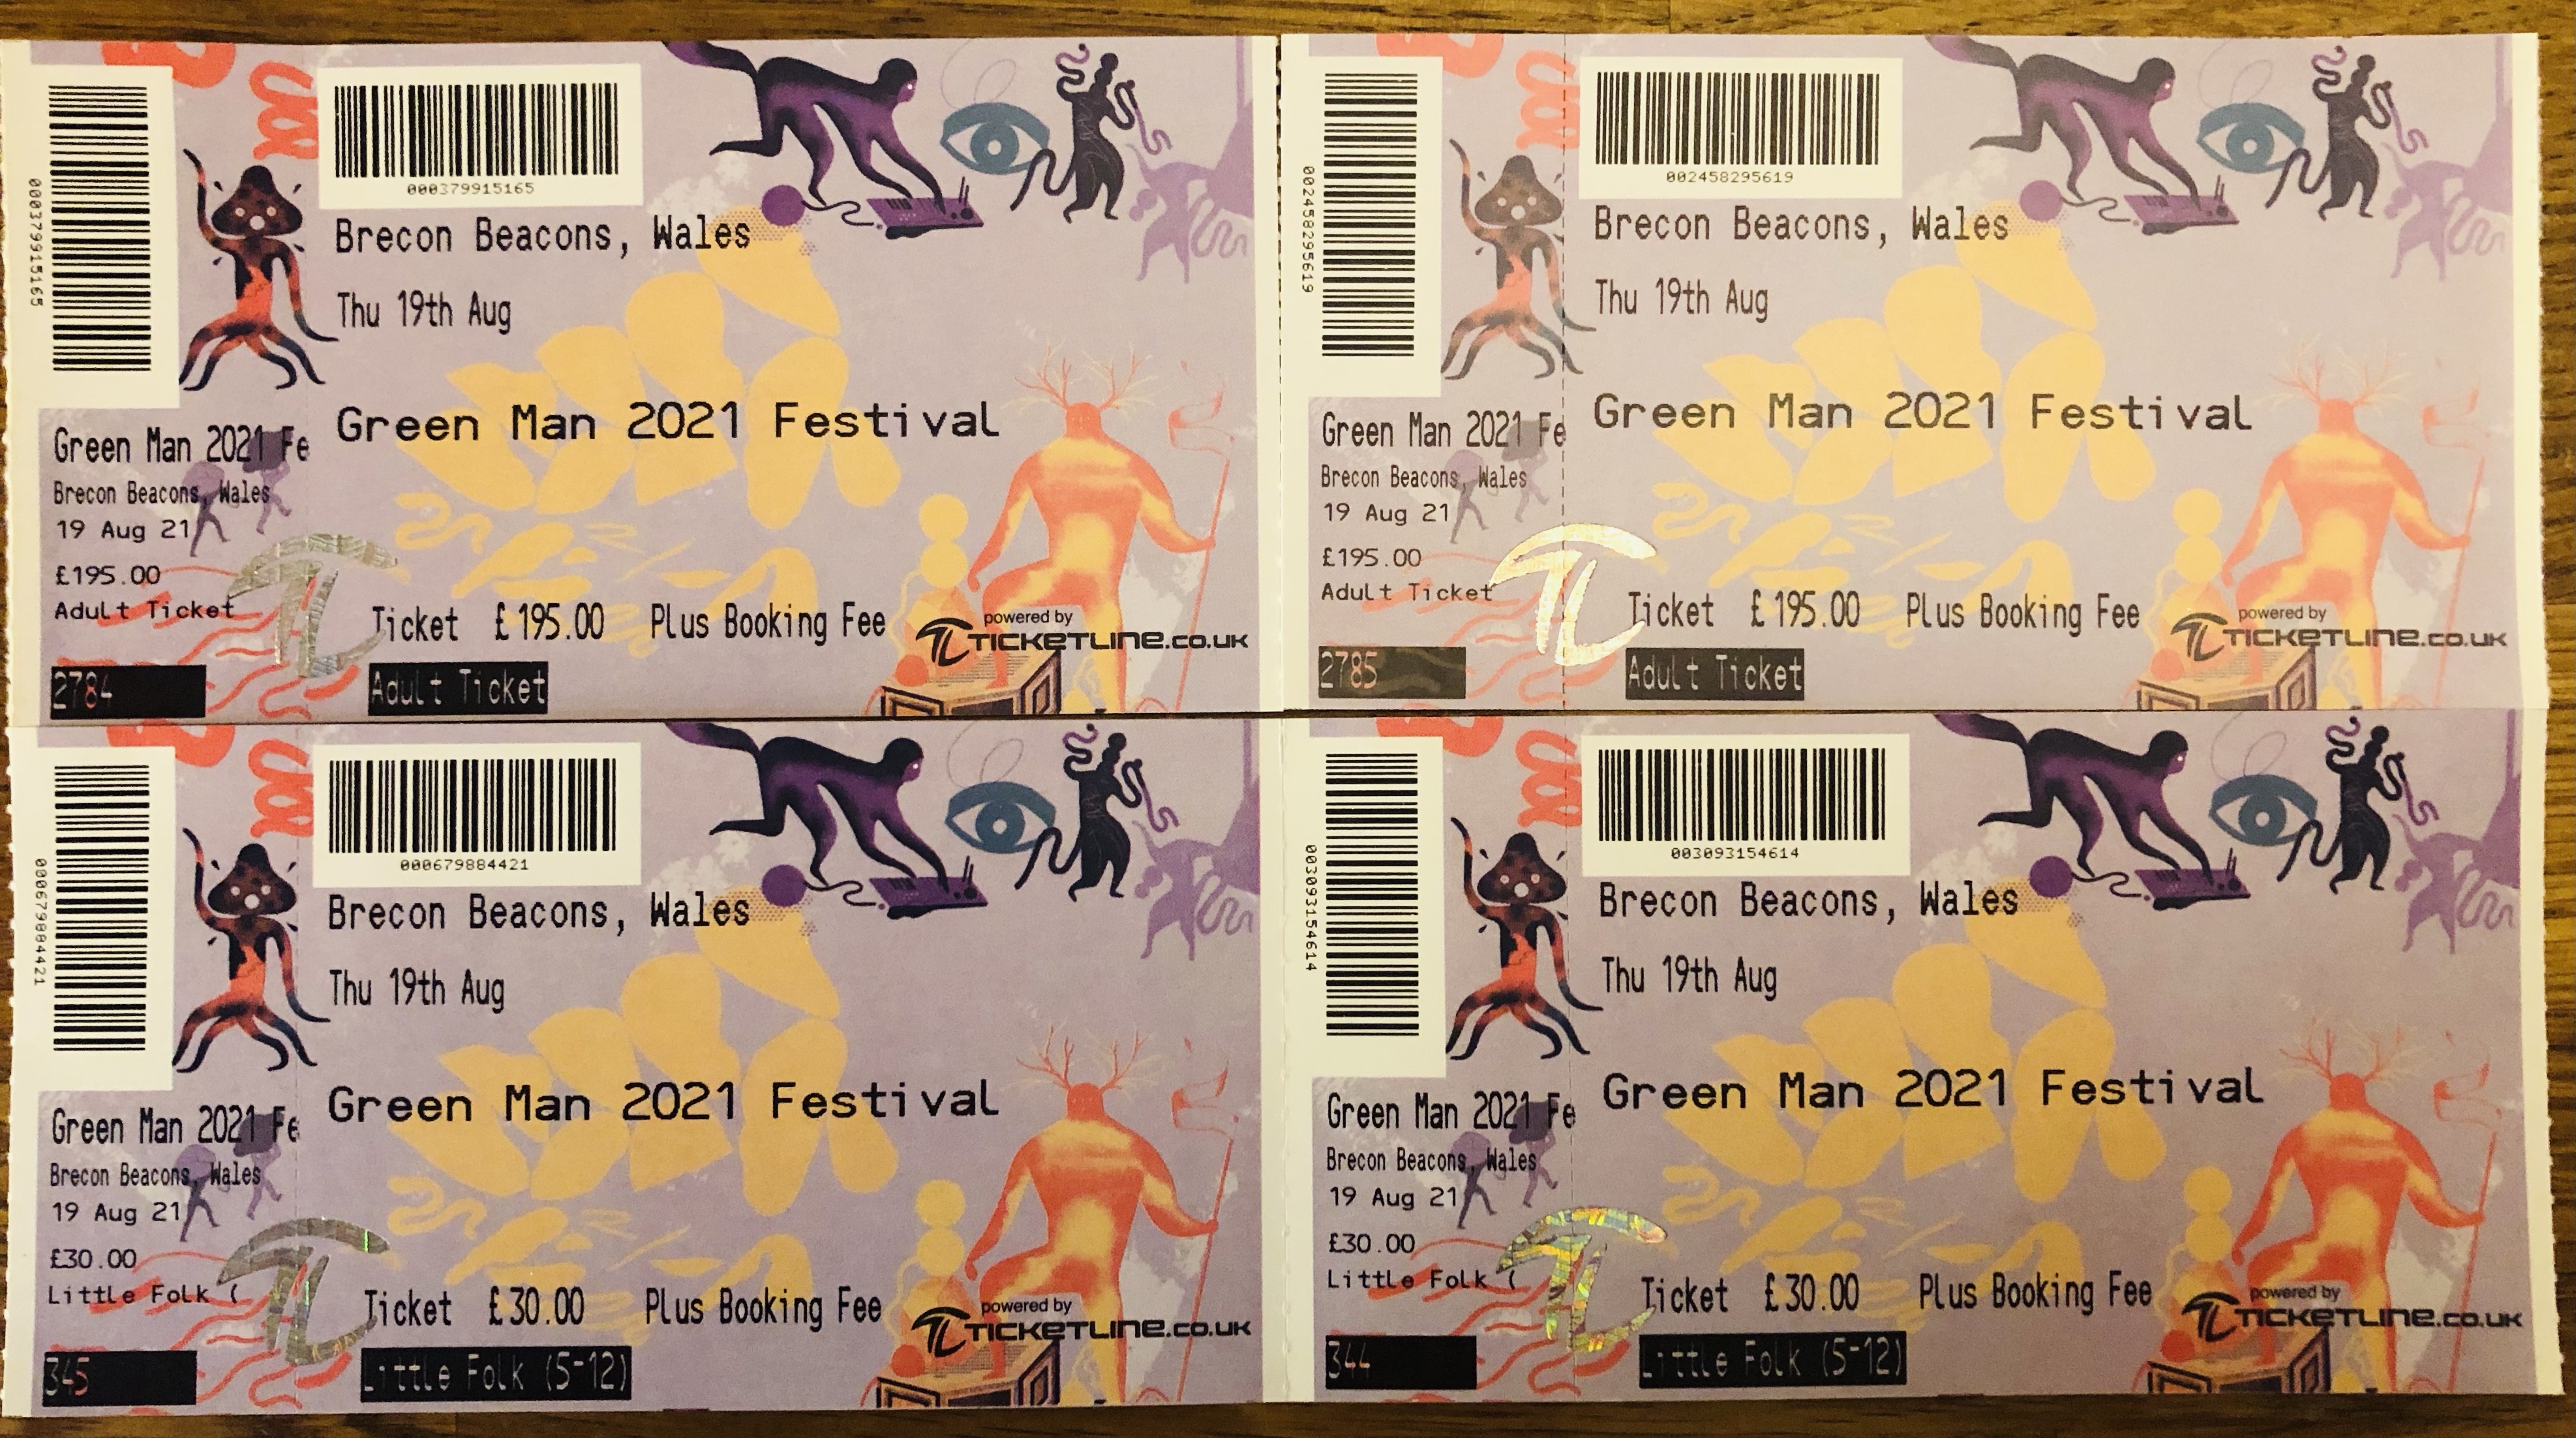 000379915165
000379915165
Brecon Beacons, Wales
Thu 19th Aug
Green Man 2021 Festival
Green Man 2021 Fe
Brecon Beacons, Wales
19 Aug 21
£195.00
Adult Ticket
2784
TL
Ticket £195.00 Plus Booking Fee
Adult Ticket
powered by
TL TICKETLINE.CO.UK
002458295619
002458295619
Brecon Beacons, Wales
Thu 19th Aug
Green Man 2021 Festival
Green Man 2021 Fe
Brecon Beacons, Wales
19 Aug 21
£195.00
Adult Ticket
2785
TL
Ticket £195.00 Plus Booking Fee
Adult Ticket
powered by
TL TICKETLINE.CO.UK
000679884421
000679884421
Brecon Beacons, Wales
Thu 19th Aug
Green Man 2021 Festival
Green Man 2021 Fe
Brecon Beacons, Wales
19 Aug 21
£30.00
Little Folk (
345
TL
Ticket £30.00 Plus Booking Fee
Little Folk (5-12)
powered by
TL TICKETLINE.CO.UK
003093154614
003093154614
Brecon Beacons, Wales
Thu 19th Aug
Green Man 2021 Festival
Green Man 2021 Fe
Brecon Beacons, Wales
19 Aug 21
£30.00
Little Folk (
344
TL
Ticket £30.00 Plus Booking Fee
Little Folk (5-12)
powered by
TL TICKETLINE.CO.UK